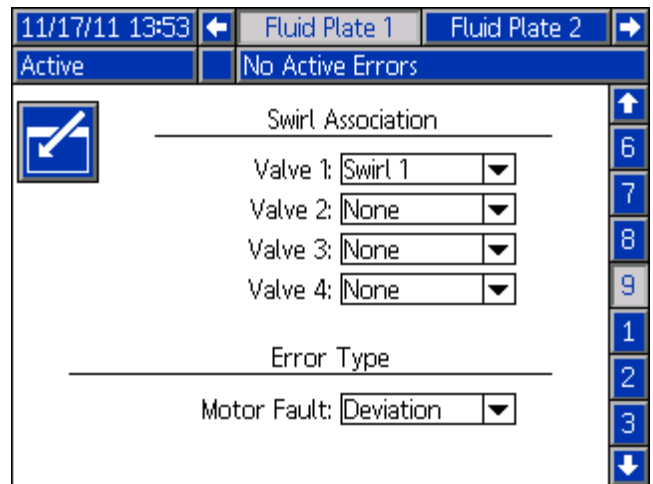 11/17/11 13:53 Fluid Plate 1 Fluid Plate 2
Active No Active Errors
Swirl Association
Valve 1: Swirl 1
Valve 2: None
Valve 3: None
Valve 4: None
Error Type
Motor Fault: Deviation
6
7
8
9
1
2
3